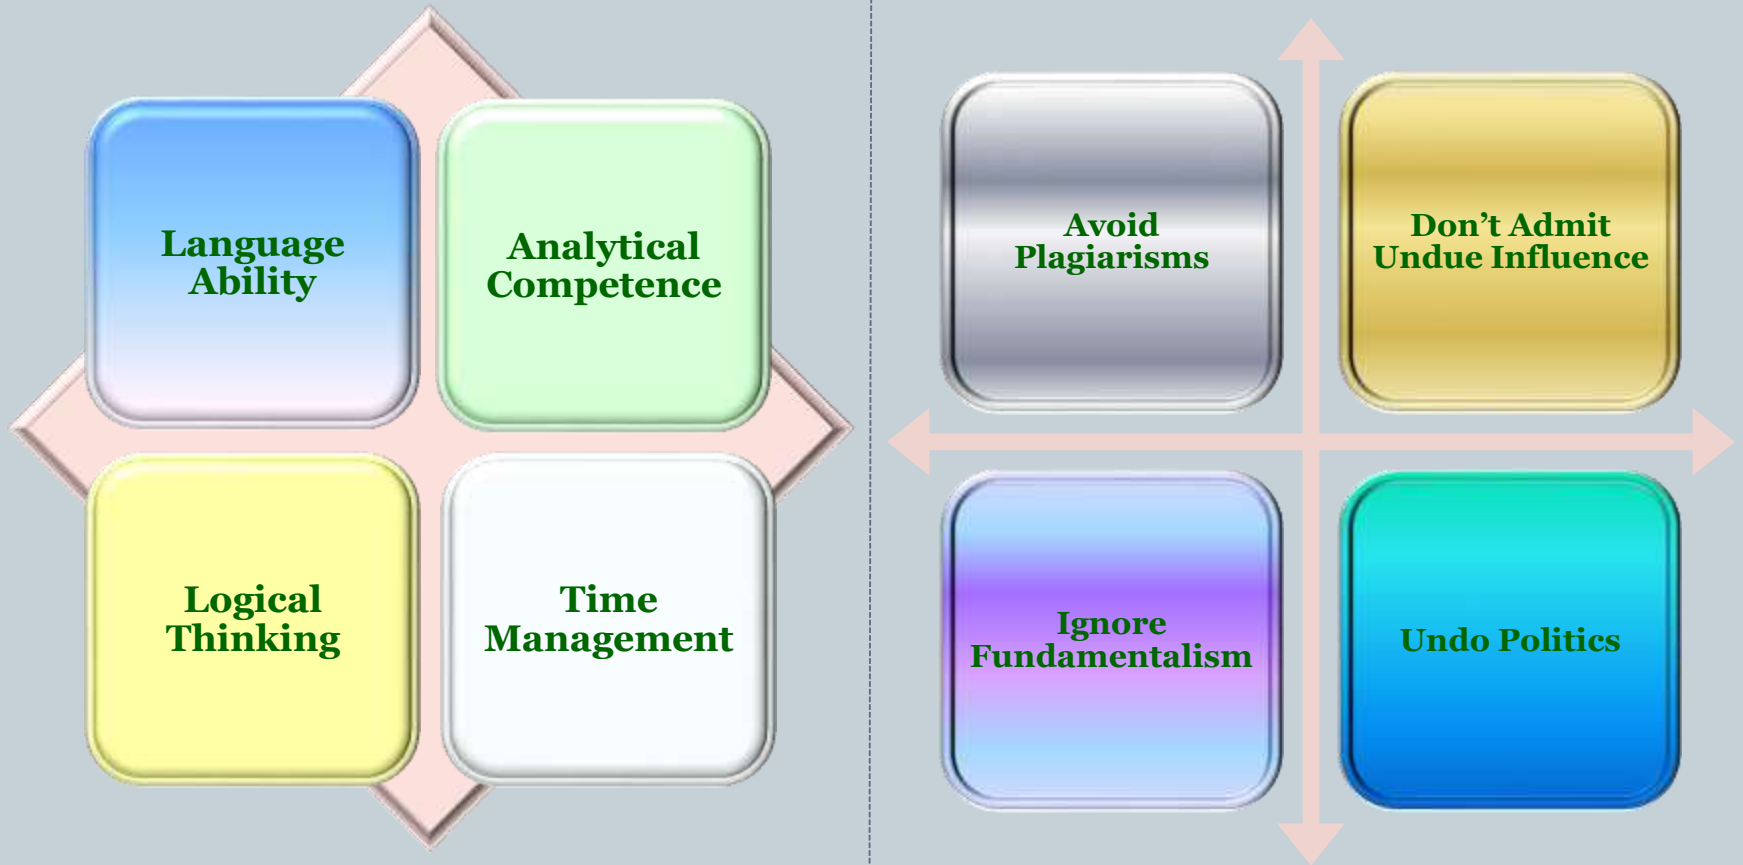 Language
Ability
Analytical
Competence
Logical
Thinking
Time
Management
Avoid
Plagiarisms
Don’t Admit
Undue Influence
Ignore
Fundamentalism
Undo Politics